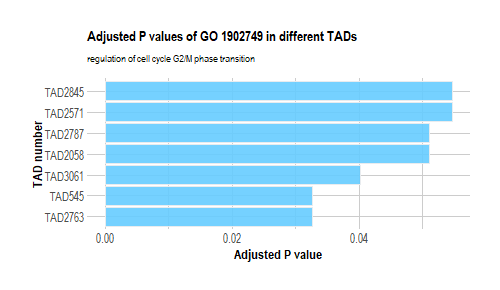 Adjusted P values of GO 1902749 in different TADs
regulation of cell cycle G2/M phase transition
TAD number
TAD2845
TAD2571
TAD2787
TAD2058
TAD3061
TAD545
TAD2763
0.00 0.02 0.04
Adjusted P value